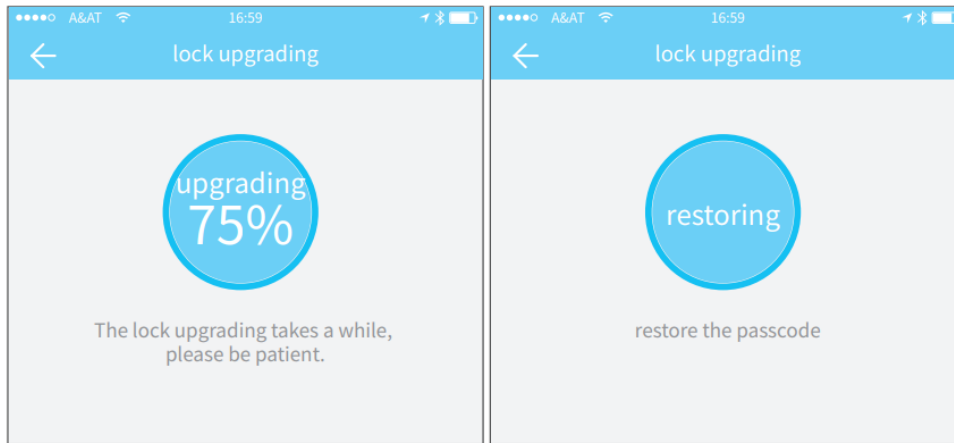 A&AT 16:59
lock upgrading
upgrading
75%
The lock upgrading takes a while,
please be patient.
A&AT 16:59
lock upgrading
restoring
restore the passcode